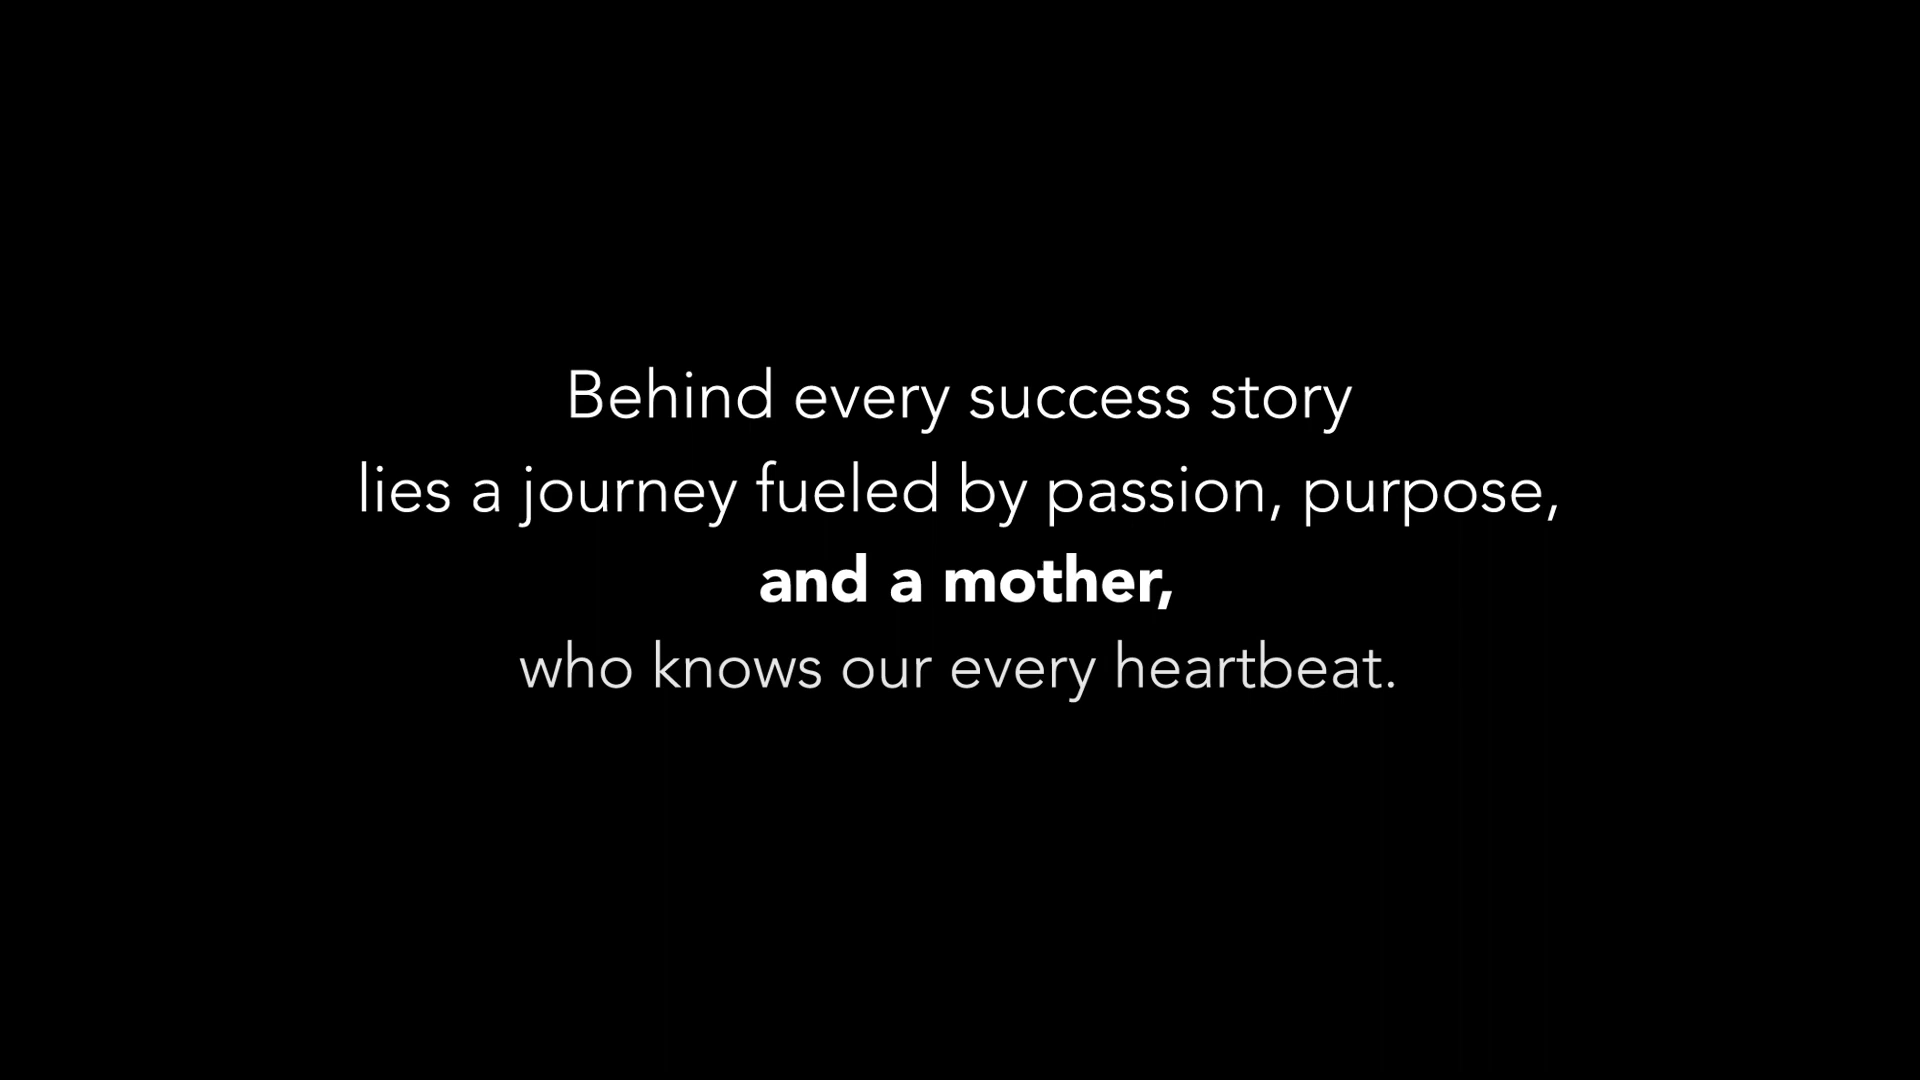 Behind every success story
lies a journey fueled by passion, purpose,
and a mother,
who knows our every heartbeat.